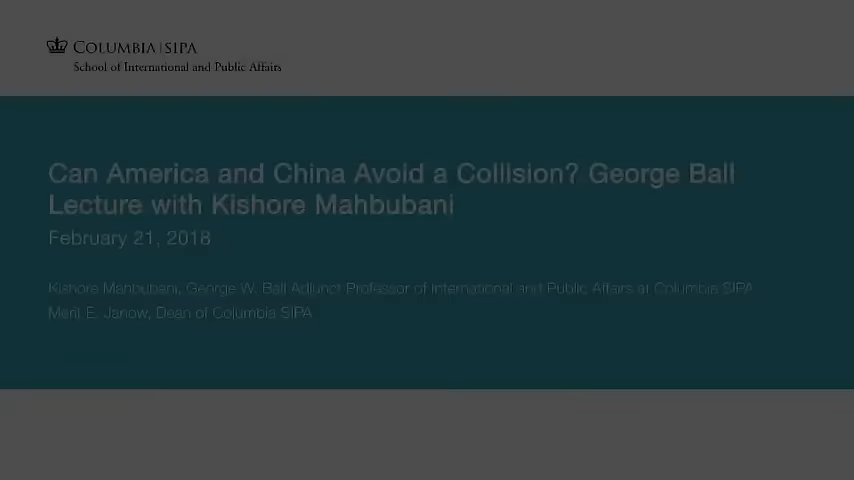 COLUMBIA | SIPA
School of International and Public Affairs
Can America and China Avoid a Collision? George Ball
Lecture with Kishore Mahbubani
February 21, 2018
Kishore Mahbubani, George W. Ball Adjunct Professor of International and Public Affairs at Columbia SIPA
Merit E. Janow, Dean of Columbia SIPA